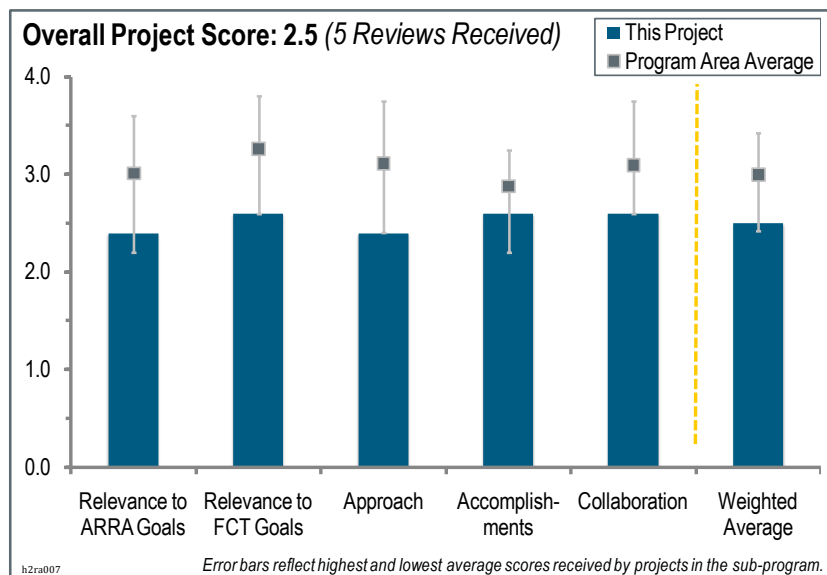 Overall Project Score: 2.5 (5 Reviews Received)
This Project
Program Area Average
4.0
3.0
2.0
1.0
0.0
Relevance to
ARRA Goals
Relevance to
FCT Goals
Approach
Accomplish-
ments
Collaboration
Weighted
Average
h2ra007
Error bars reflect highest and lowest average scores received by projects in the sub-program.